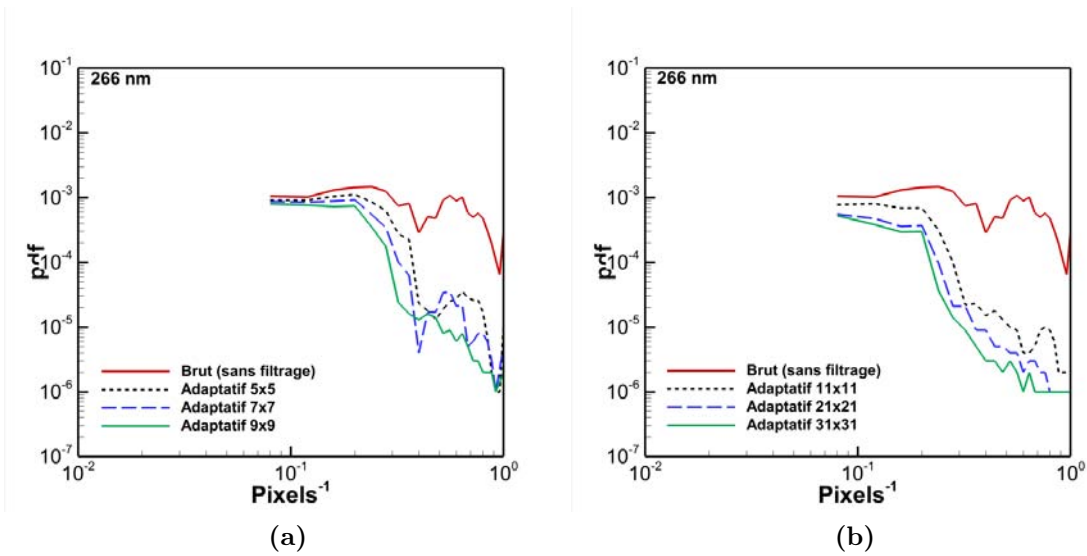 266 nm
10⁻¹
10⁻²
10⁻³
10⁻⁴
10⁻⁵
10⁻⁶
10⁻⁷
pdf
Brut (sans filtrage)
Adaptatif 5x5
Adaptatif 7x7
Adaptatif 9x9
10⁻² 10⁻¹ 10⁰
Pixels⁻¹
(a)
266 nm
10⁻¹
10⁻²
10⁻³
10⁻⁴
10⁻⁵
10⁻⁶
10⁻⁷
pdf
Brut (sans filtrage)
Adaptatif 11x11
Adaptatif 21x21
Adaptatif 31x31
10⁻² 10⁻¹ 10⁰
Pixels⁻¹
(b)